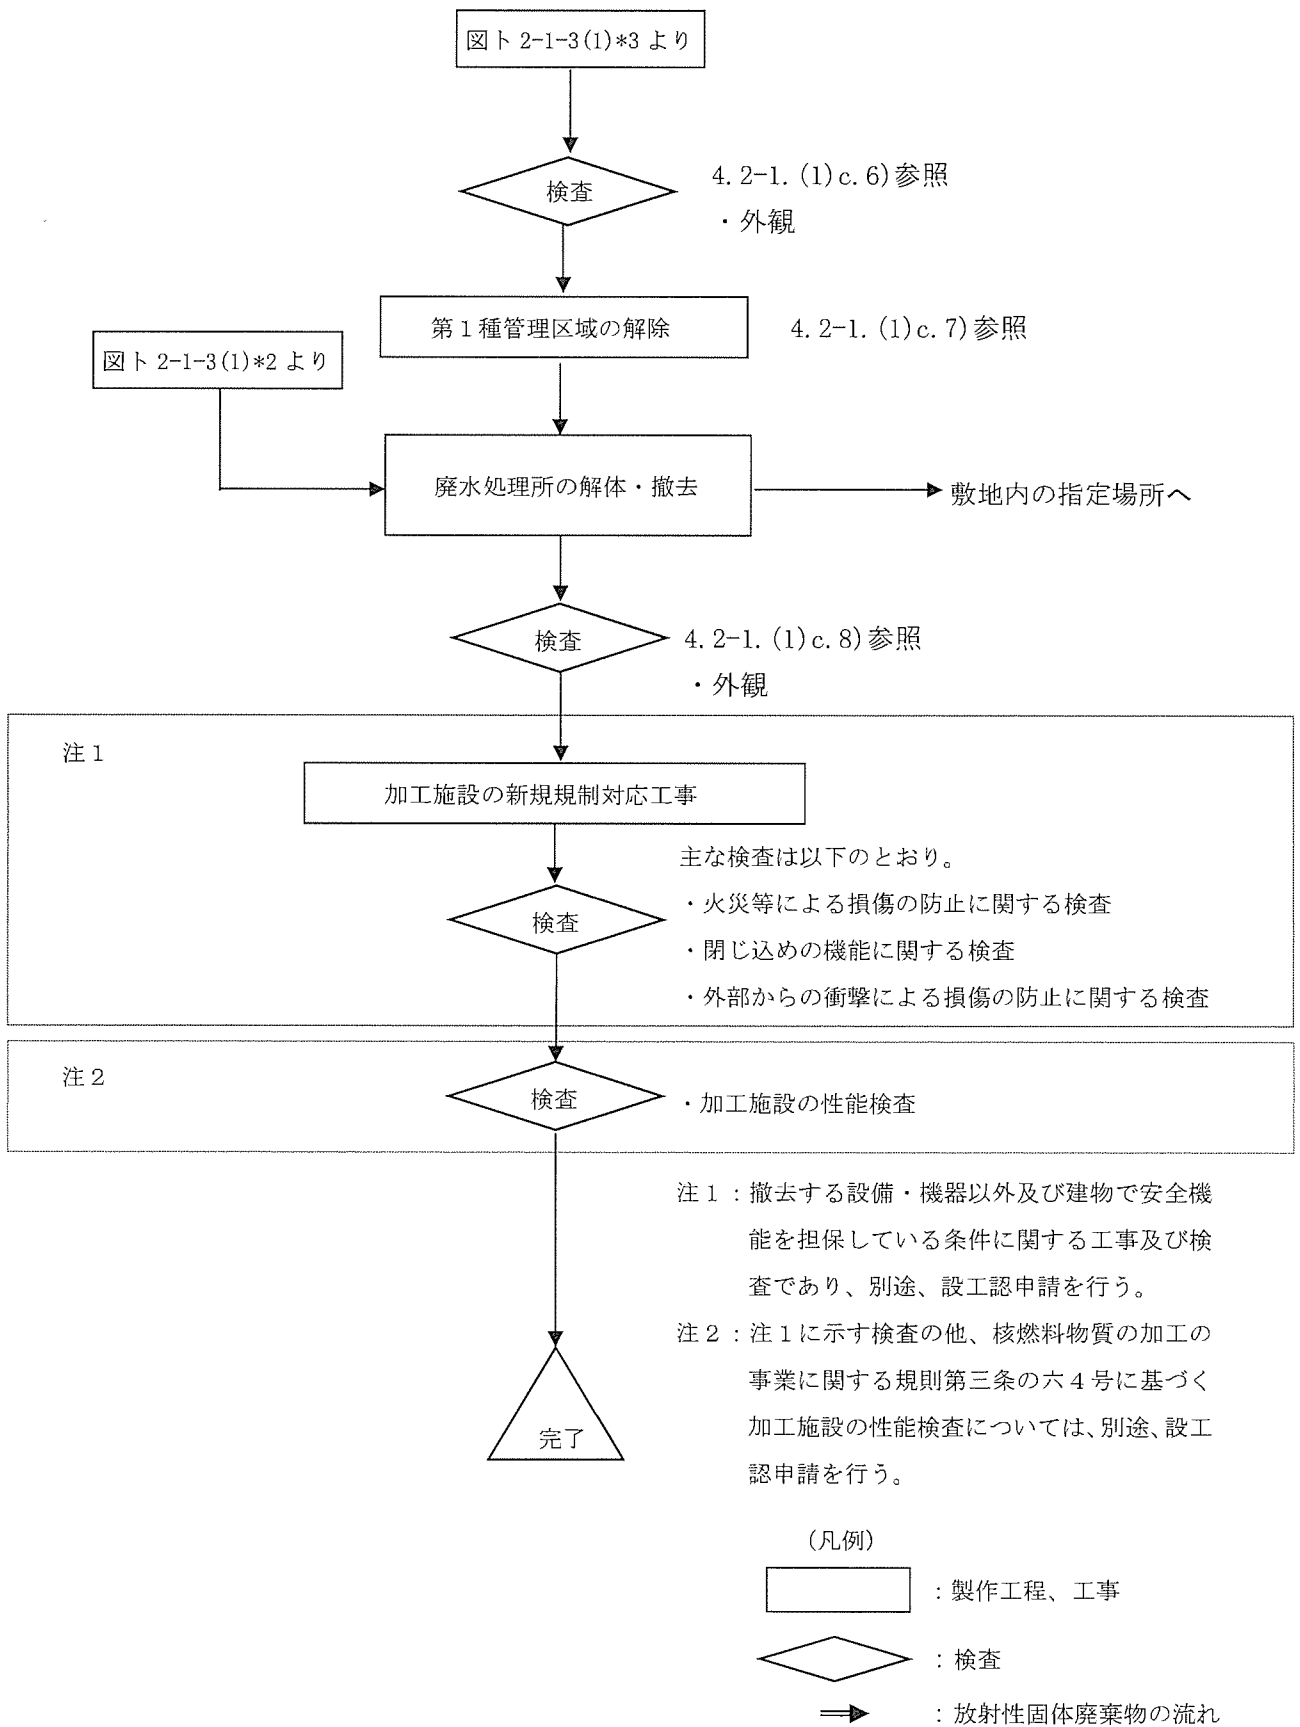 図ト 2-1-3(1)*3 より
検査
4.2-1.(1)c.6)参照
・外観
第1種管理区域の解除
4.2-1.(1)c.7)参照
図ト 2-1-3(1)*2 より
廃水処理所の解体・撤去
敷地内の指定場所へ
検査
4.2-1.(1)c.8)参照
・外観
注1
加工施設の新規規制対応工事
主な検査は以下のとおり。
検査
・火災等による損傷の防止に関する検査
・閉じ込めの機能に関する検査
・外部からの衝撃による損傷の防止に関する検査
注2
検査
・加工施設の性能検査
注1：撤去する設備・機器以外及び建物で安全機
能を担保している条件に関する工事及び検
査であり、別途、設工認申請を行う。
注2：注1に示す検査の他、核燃料物質の加工の
事業に関する規則第三条の六4号に基づく
加工施設の性能検査については、別途、設工
認申請を行う。
完了
(凡例)
：製作工程、工事
：検査
：放射性固体廃棄物の流れ